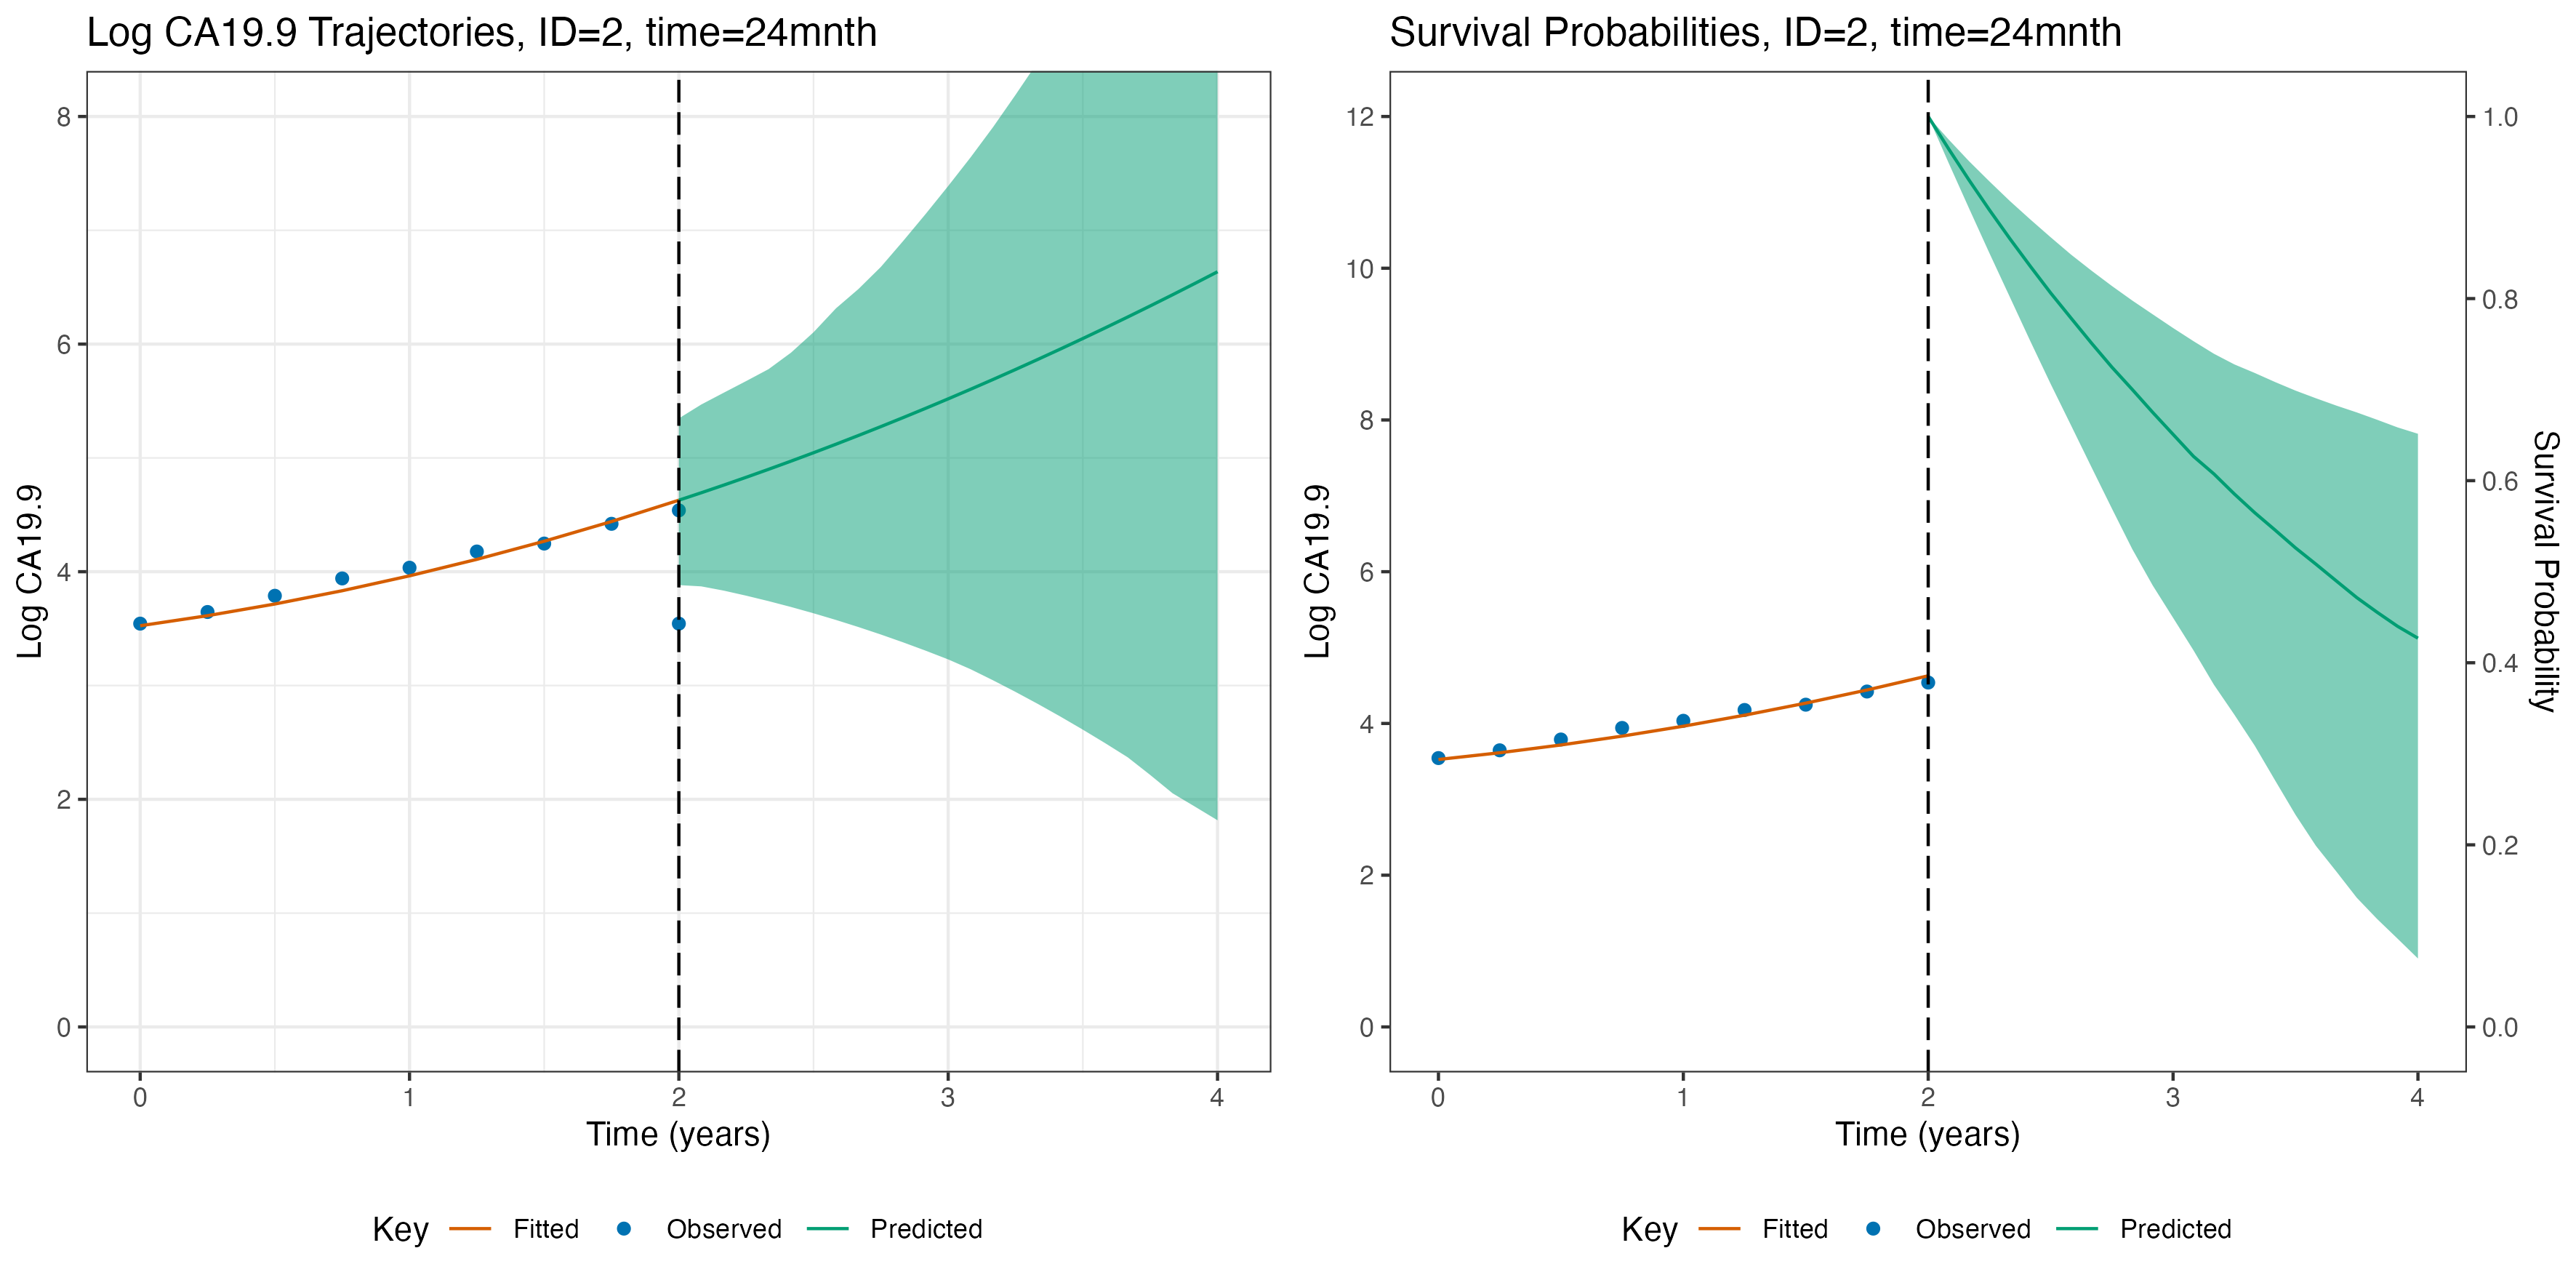 Log CA19.9 Trajectories, ID=2, time=24mnth
8
6
4
2
0
Log CA19.9
0 1 2 3 4
Time (years)
Key Fitted Observed Predicted
Survival Probabilities, ID=2, time=24mnth
12
10
8
6
4
2
0
Log CA19.9
1.0
0.8
0.6
0.4
0.2
0.0
Survival Probability
0 1 2 3 4
Time (years)
Key Fitted Observed Predicted